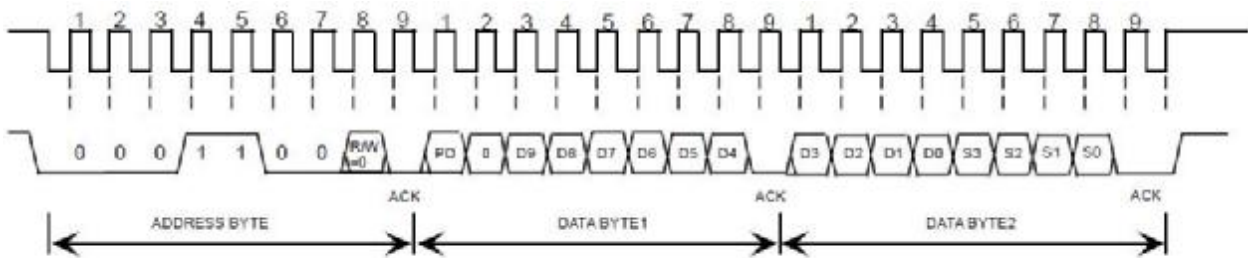 1 2 3 4 5 6 7 8 9 1 2 3 4 5 6 7 8 9 1 2 3 4 5 6 7 8 9
0 0 0 1 1 0 0 R/W =0 PD 0 D9 D8 D7 D6 D5 D4 D3 D2 D1 D0 S3 S2 S1 S0
ACK ACK ACK
ADDRESS BYTE DATA BYTE1 DATA BYTE2